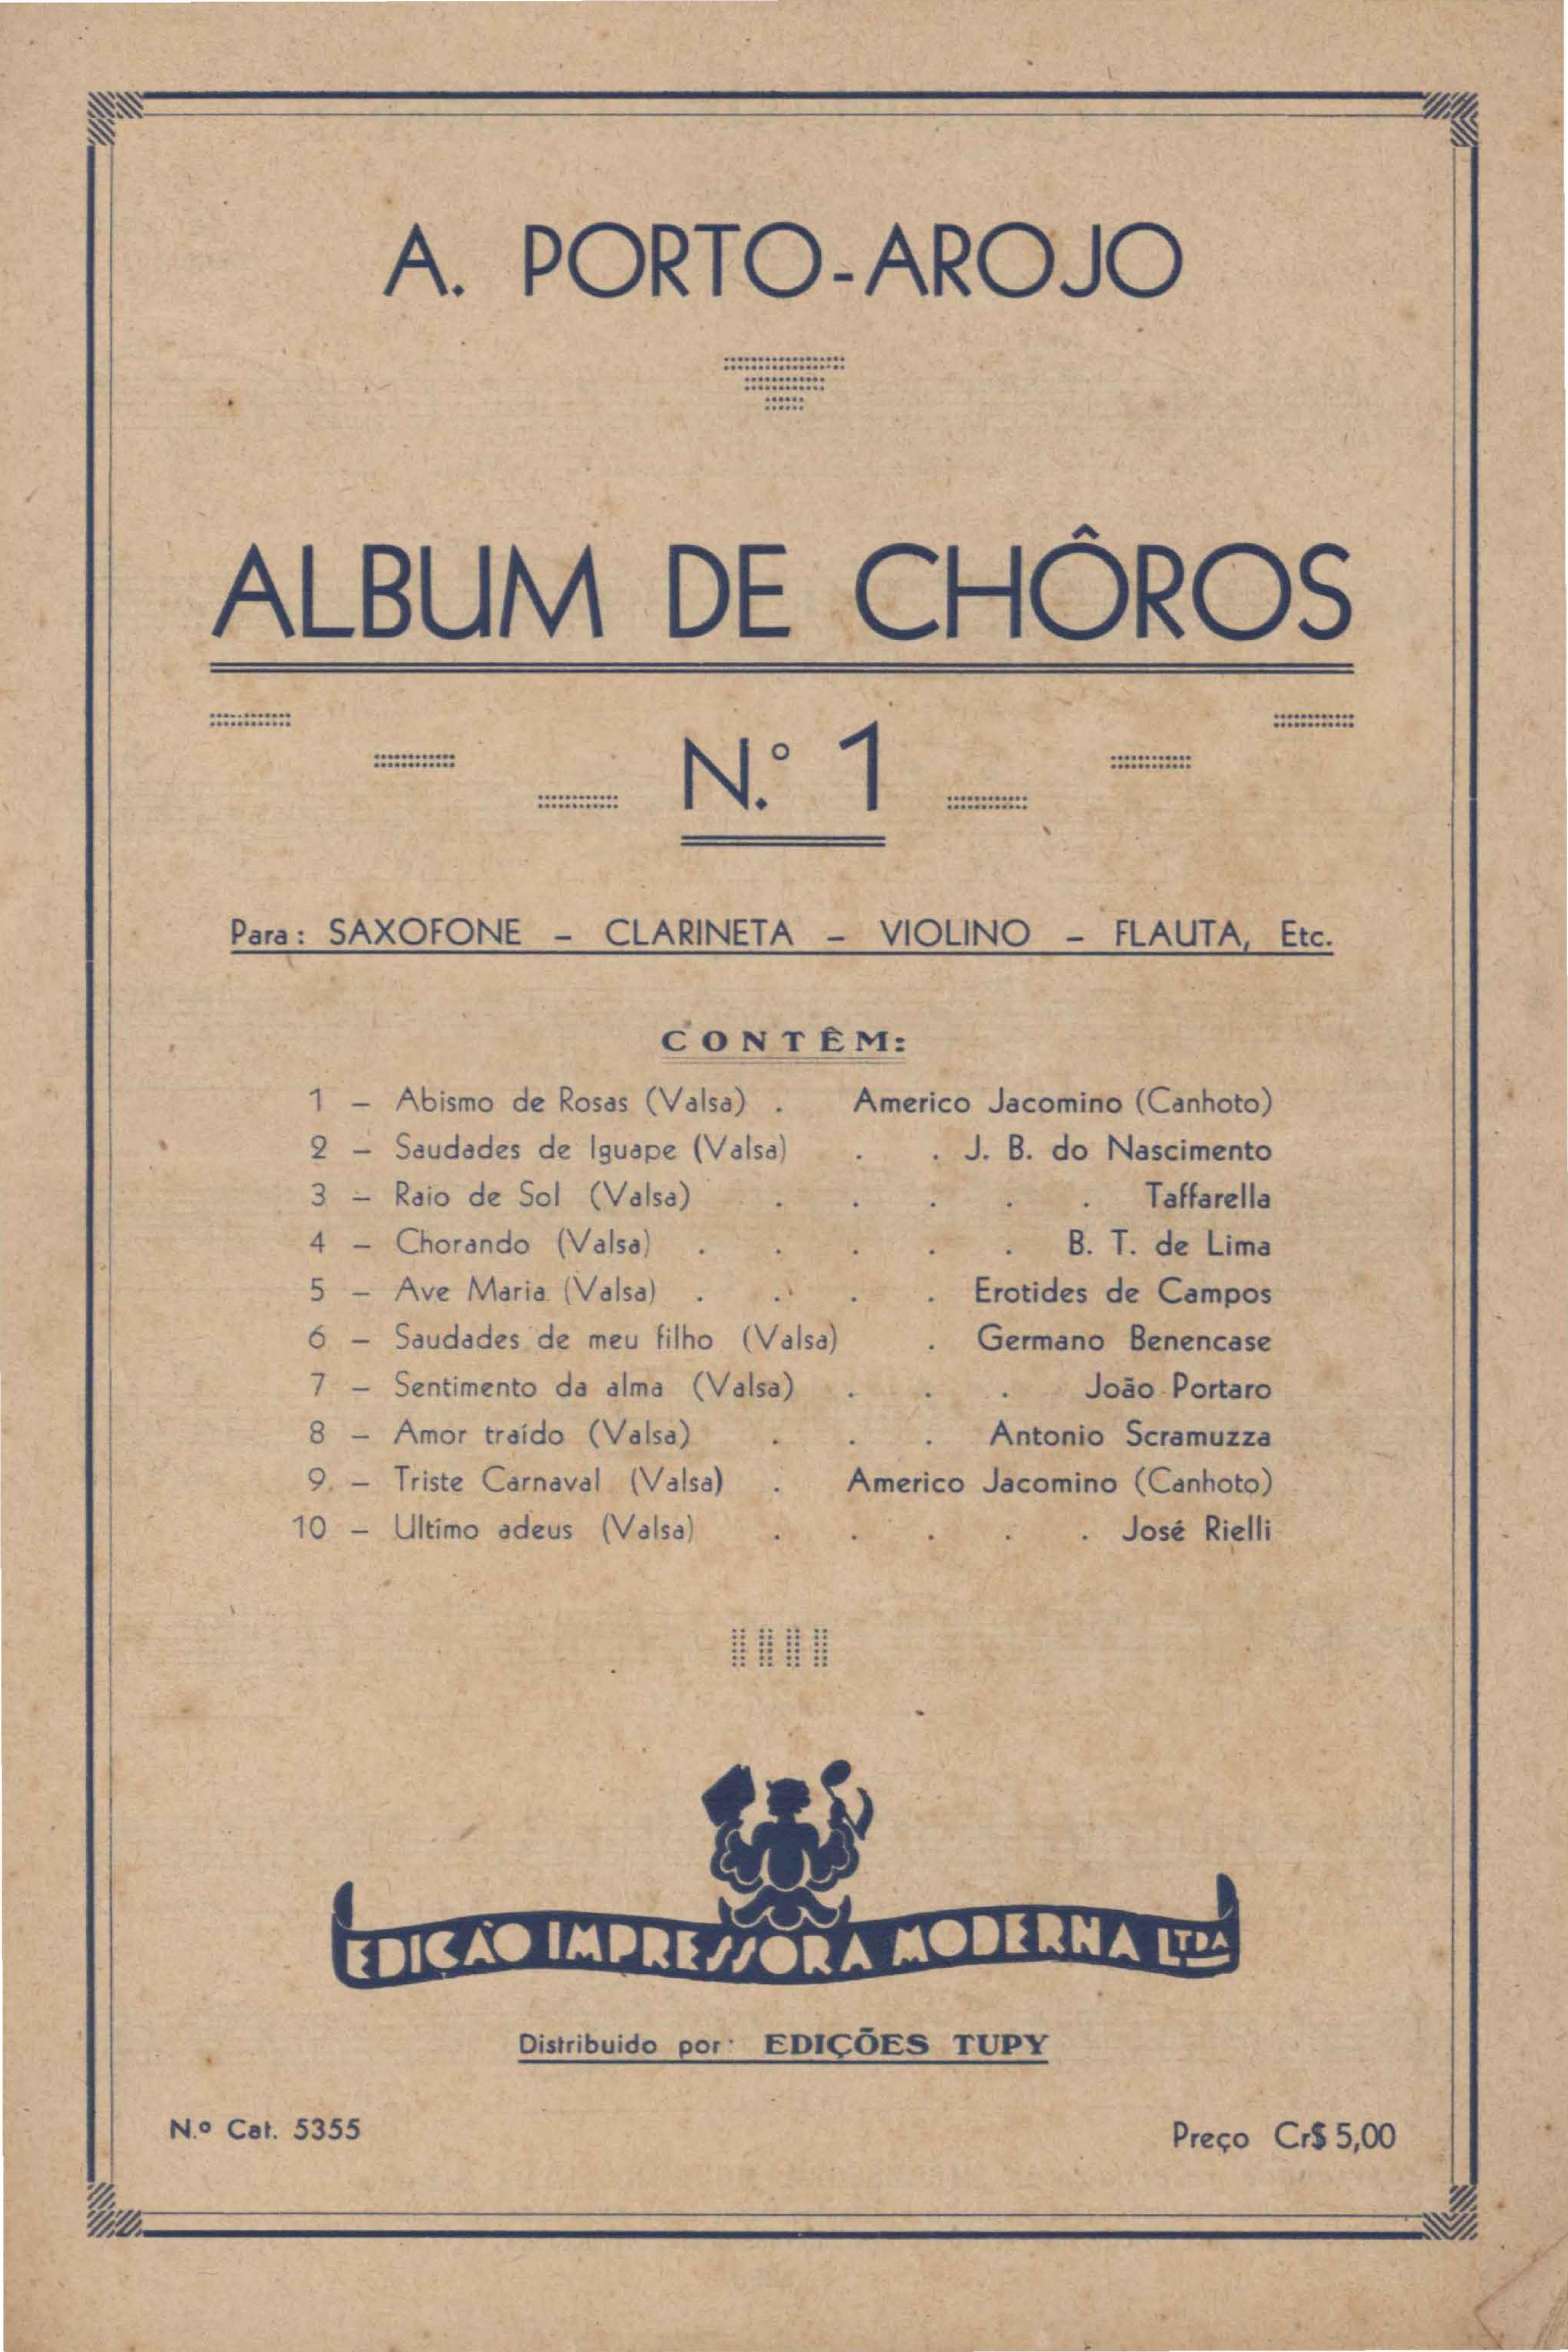 A. PORTO-AROJO
ALBUM DE CHÔROS
N.º 1
Para: SAXOFONE - CLARINETA - VIOLINO - FLAUTA, Etc.
CONTÊM:
1 - Abismo de Rosas (Valsa) . Americo Jacomino (Canhoto)
2 - Saudades de Iguape (Valsa) . . J. B. do Nascimento
3 - Raio de Sol (Valsa) . . . . . Taffarella
4 - Chorando (Valsa) . . . . . B. T. de Lima
5 - Ave Maria (Valsa) . . . . Erotides de Campos
6 - Saudades de meu filho (Valsa) . Germano Benencase
7 - Sentimento da alma (Valsa) . . . João Portaro
8 - Amor traído (Valsa) . . . Antonio Scramuzza
9. - Triste Carnaval (Valsa) . Americo Jacomino (Canhoto)
10 - Ultimo adeus (Valsa) . . . . . José Rielli
EDIÇÃO IMPRESSORA MODERNA LTDA
Distribuido por: EDIÇÕES TUPY
N.º Cat. 5355
Preço Cr$ 5,00